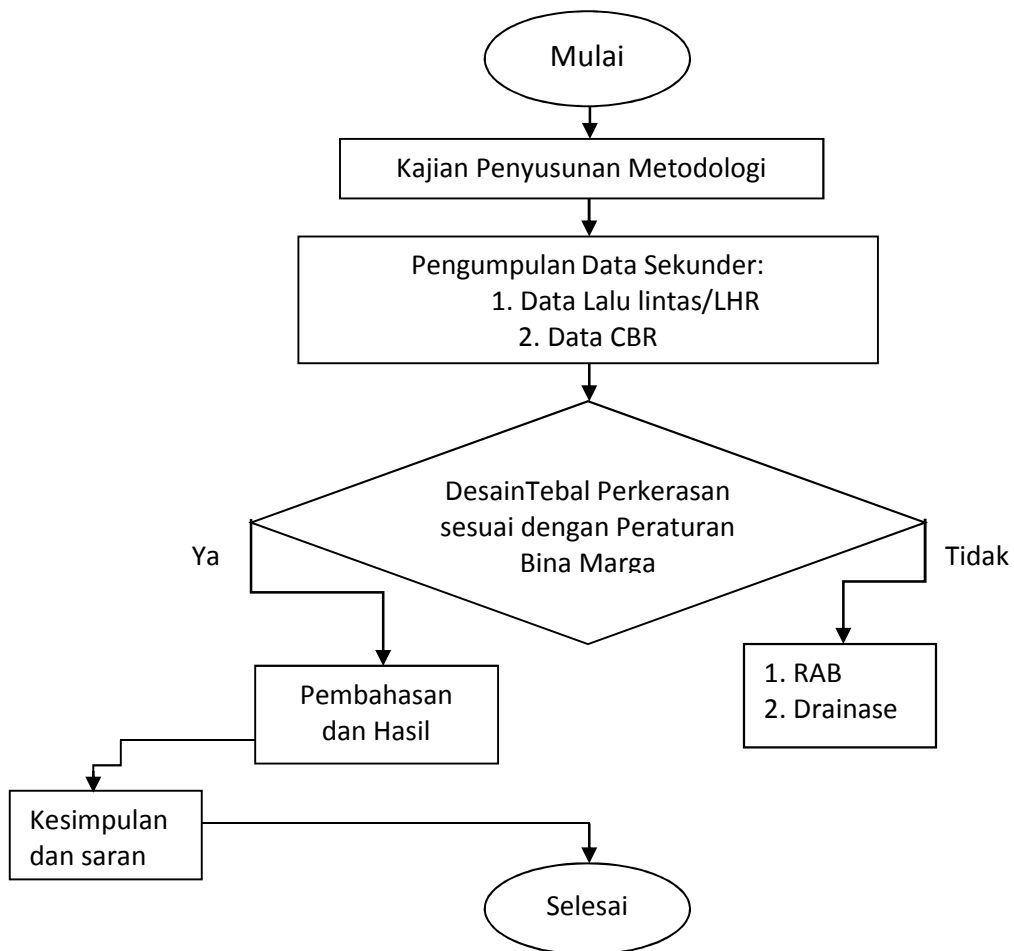 Mulai
Kajian Penyusunan Metodologi
Pengumpulan Data Sekunder:
1. Data Lalu lintas/LHR
2. Data CBR
DesainTebal Perkerasan
sesuai dengan Peraturan
Bina Marga
Ya
Tidak
1. RAB
2. Drainase
Pembahasan
dan Hasil
Kesimpulan
dan saran
Selesai